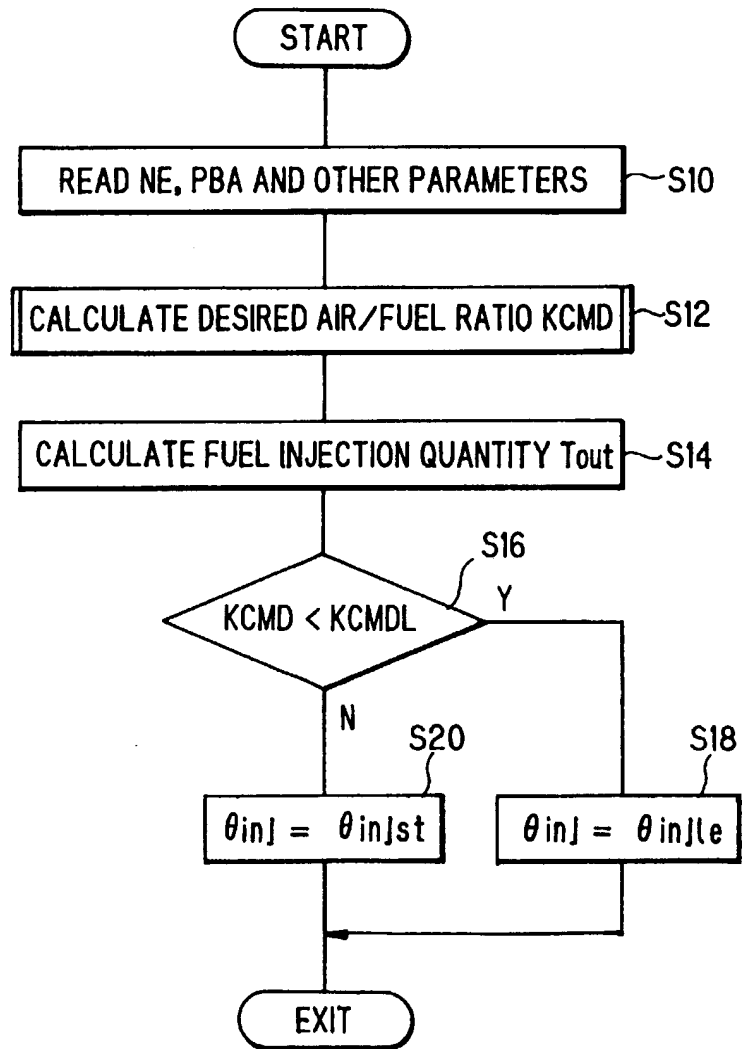 START
READ NE, PBA AND OTHER PARAMETERS
S10
CALCULATE DESIRED AIR/FUEL RATIO KCMD
S12
CALCULATE FUEL INJECTION QUANTITY Tout
S14
S16
KCMD < KCMDL
Y
N
S20
S18
θinj = θinjst
θinj = θinjle
EXIT